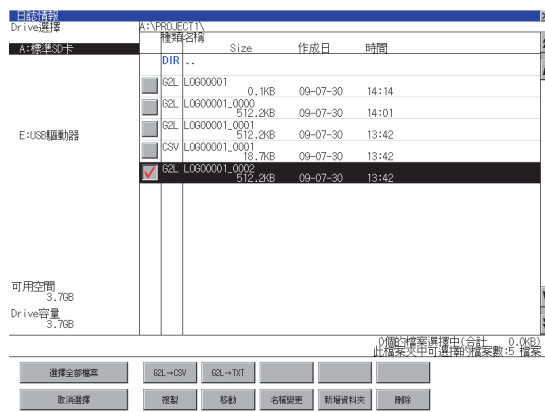 日誌情報
Drive選擇
A:標準SD卡
E:USB驅動器
可用空間
3.7GB
Drive容量
3.7GB
A:\PROJECT1\
種類 名稱
Size 作成日 時間
DIR ..
G2L LOG00001
0.1KB 09-07-30 14:14
G2L LOG00001_0000
512.2KB 09-07-30 14:01
G2L LOG00001_0001
512.2KB 09-07-30 13:42
CSV LOG00001_0001
18.7KB 09-07-30 13:42
G2L LOG00001_0002
512.2KB 09-07-30 13:42
0個的檔案選擇中(合計 0.0KB)
此檔案夾中可選擇的檔案數:5 檔案
選擇全部檔案 G2L→CSV G2L→TXT
取消選擇 複製 移動 名稱變更 新增資料夾 刪除